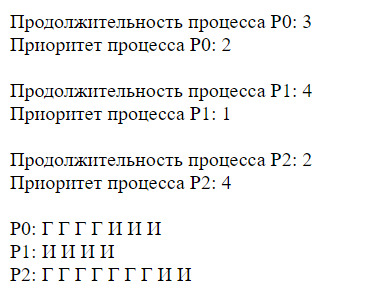 Продолжительность процесса P0: 3
Приоритет процесса P0: 2
Продолжительность процесса P1: 4
Приоритет процесса P1: 1
Продолжительность процесса P2: 2
Приоритет процесса P2: 4
P0: Г Г Г Г И И И
P1: И И И И
P2: Г Г Г Г Г Г Г И И